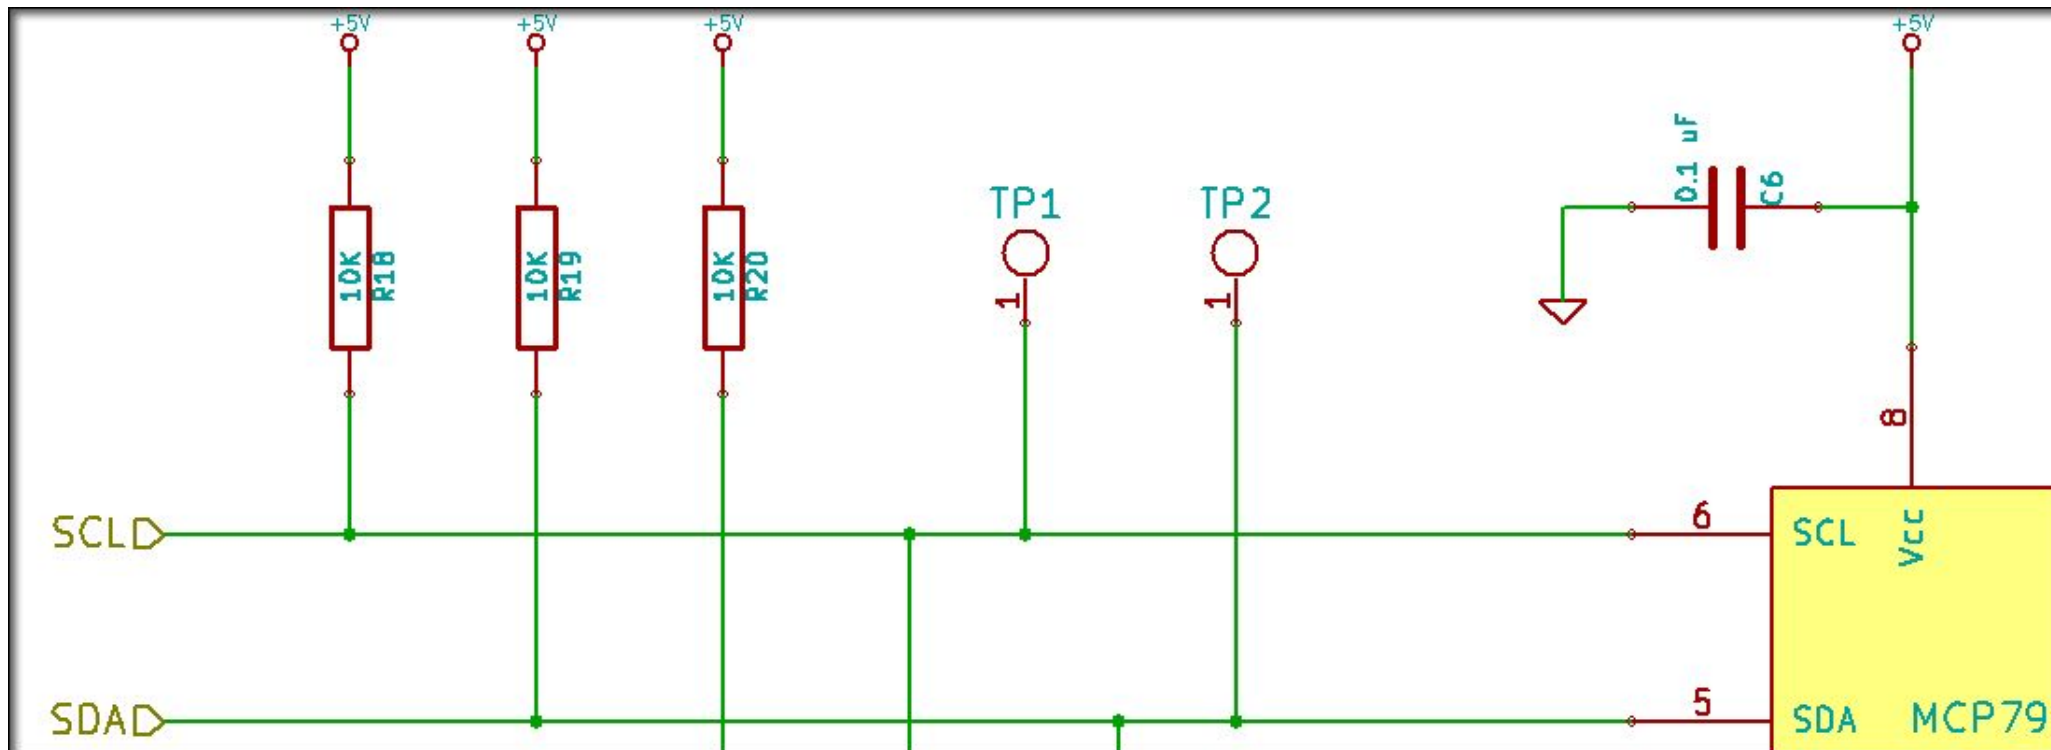 +5V
+5V
+5V
+5V
0.1 uF
C6
TP1
TP2
10K
R18
10K
R19
10K
R20
1
1
8
SCL
6
SCL
Vcc
SDA
5
SDA
MCP79